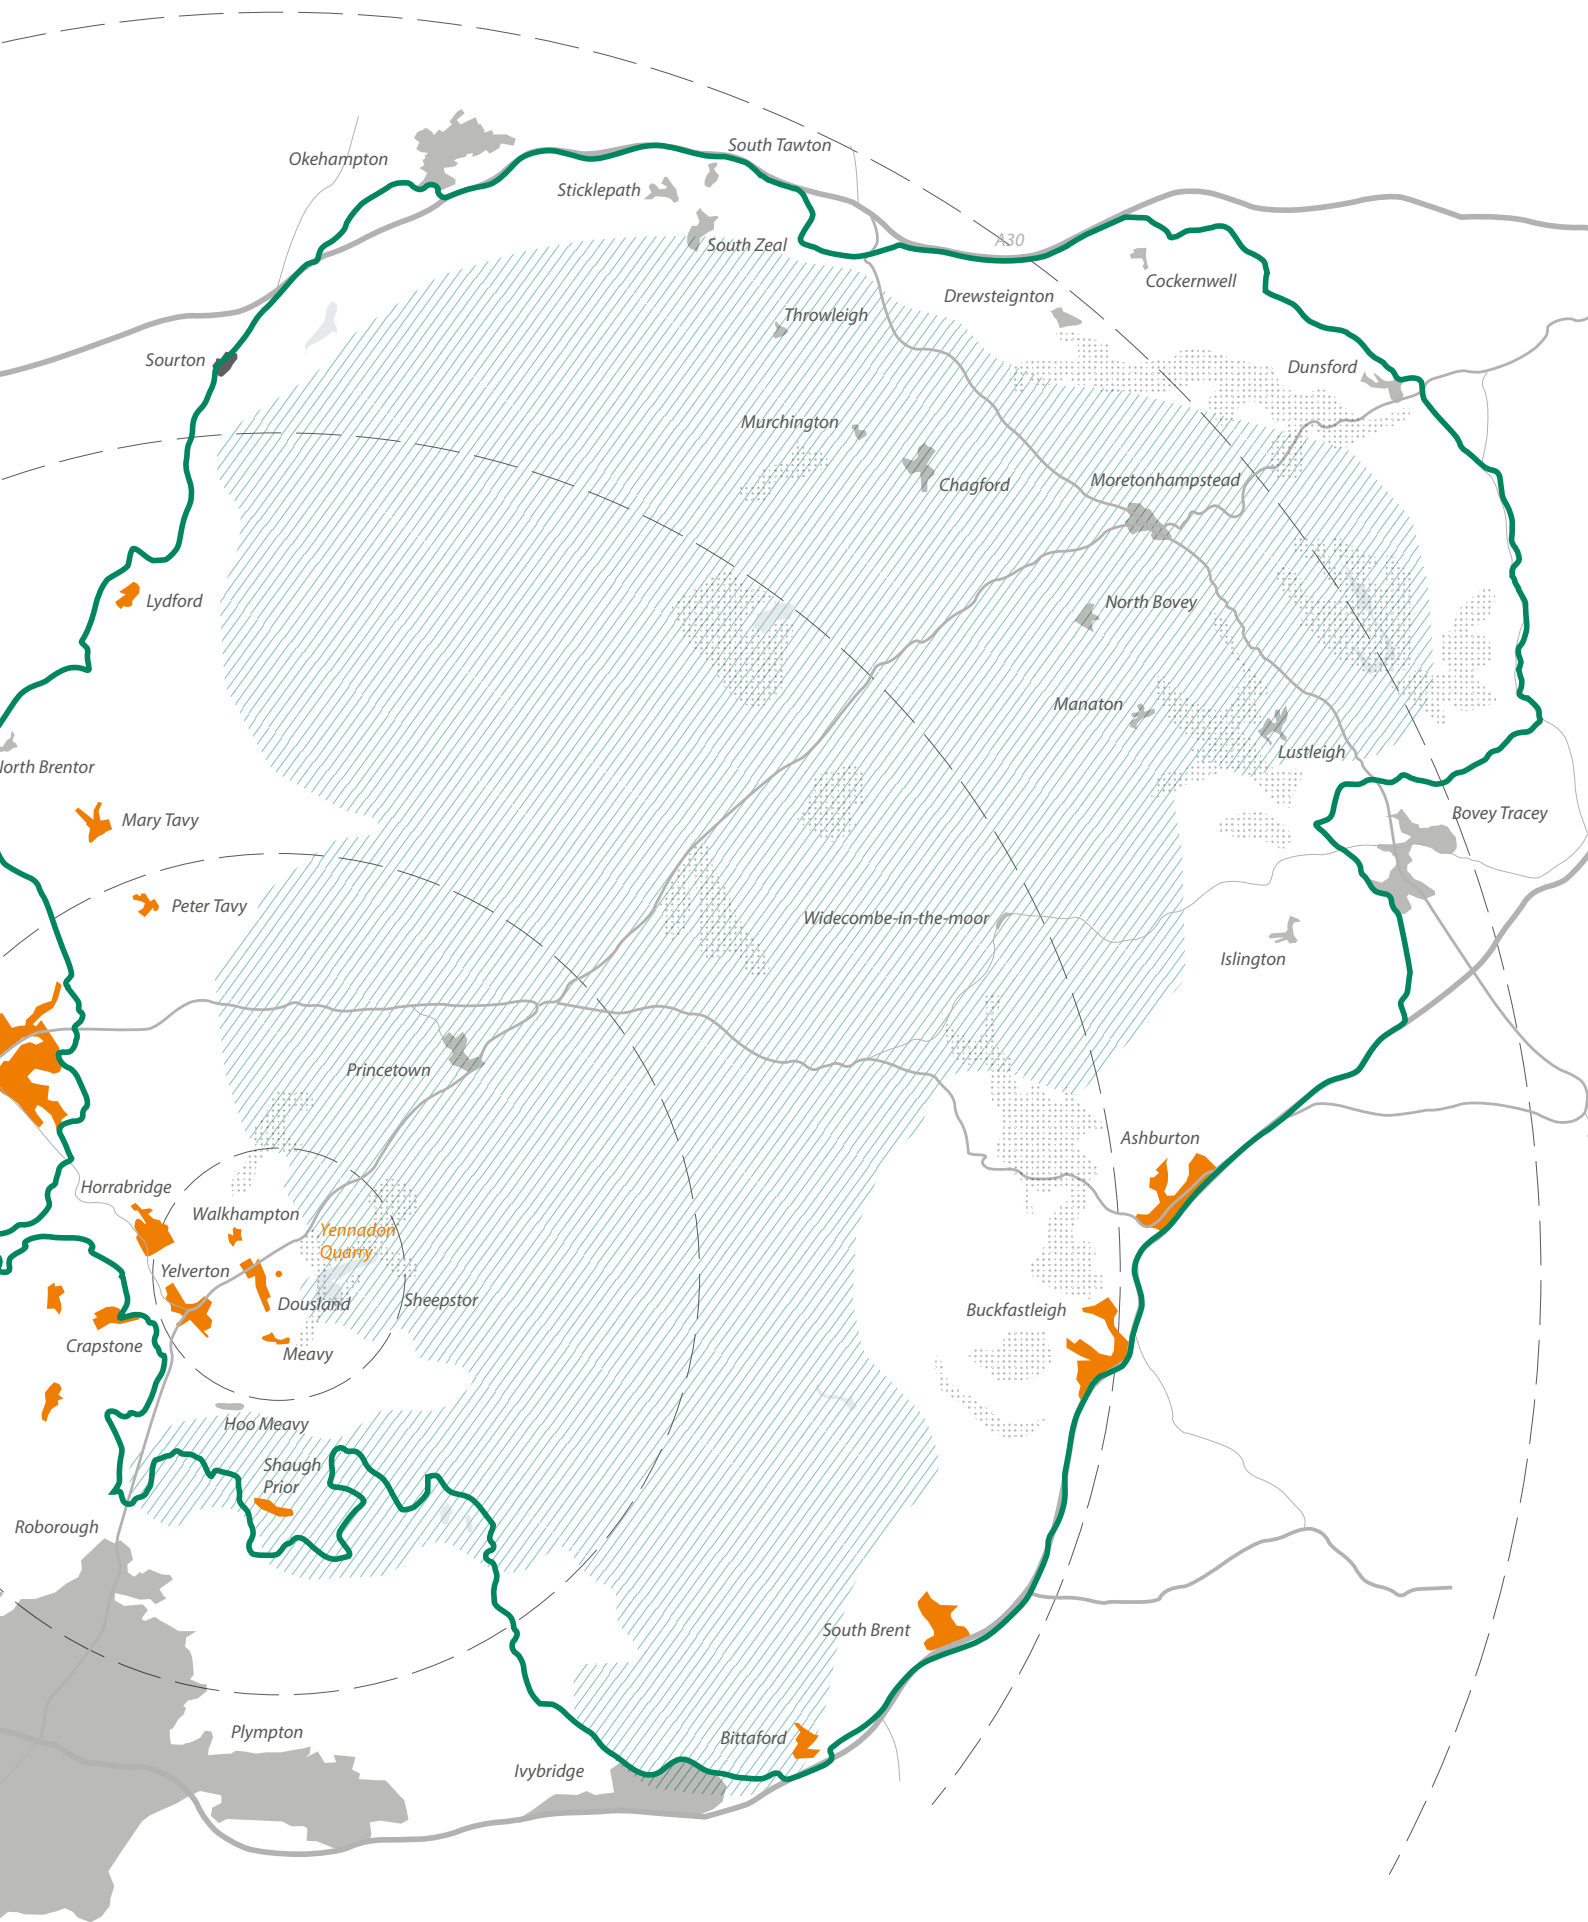 South Tawton
Okehampton
Sticklepath
South Zeal
A30
Cockernwell
Drewsteignton
Throwleigh
Sourton
Dunsford
Murchington
Moretonhampstead
Chagford
Lydford
North Bovey
Manaton
Lustleigh
orth Brentor
Mary Tavy
Bovey Tracey
Peter Tavy
Widecombe-in-the-moor
Islington
Princetown
Ashburton
Horrabridge
Walkhampton
Yennadon
Quarry
Yelverton
Dousland
Sheepstor
Buckfastleigh
Crapstone
Meavy
Hoo Meavy
Shaugh
Prior
Roborough
South Brent
Plympton
Bittaford
Ivybridge